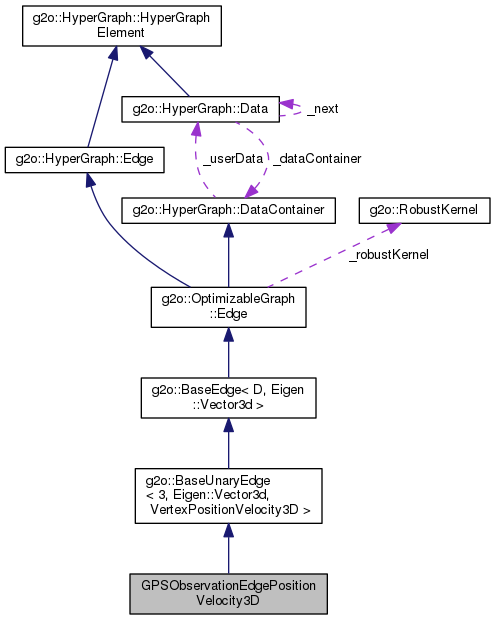 g2o::HyperGraph::HyperGraph
Element
g2o::HyperGraph::Data
_next
g2o::HyperGraph::Edge
_userData
_dataContainer
g2o::HyperGraph::DataContainer
g2o::RobustKernel
_robustKernel
g2o::OptimizableGraph
::Edge
g2o::BaseEdge< D, Eigen
::Vector3d >
g2o::BaseUnaryEdge
< 3, Eigen::Vector3d,
VertexPositionVelocity3D >
GPSObservationEdgePosition
Velocity3D